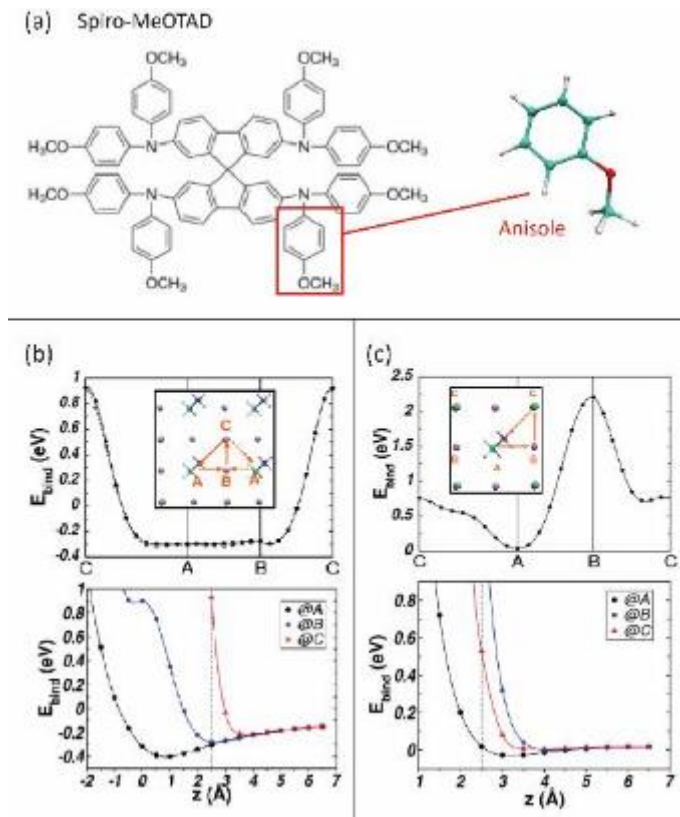 (a) Spiro-MeOTAD
OCH₃ OCH₃
H₃CO N N OCH₃
H₃CO N N OCH₃
OCH₃ OCH₃
Anisole
(b)
E_bind (eV)
1
0.8
0.6
0.4
0.2
0
-0.2
-0.4
C A B C
C
A B A
E_bind (eV)
1
0.8
0.6
0.4
0.2
0
-0.2
-0.4
@A
@B
@C
-2 -1 0 1 2 3 4 5 6 7
z (Å)
(c)
E_bind (eV)
2.5
2
1.5
1
0.5
0
C A B C
A
E_bind (eV)
0.8
0.6
0.4
0.2
0
@A
@B
@C
1 2 3 4 5 6 7
z (Å)